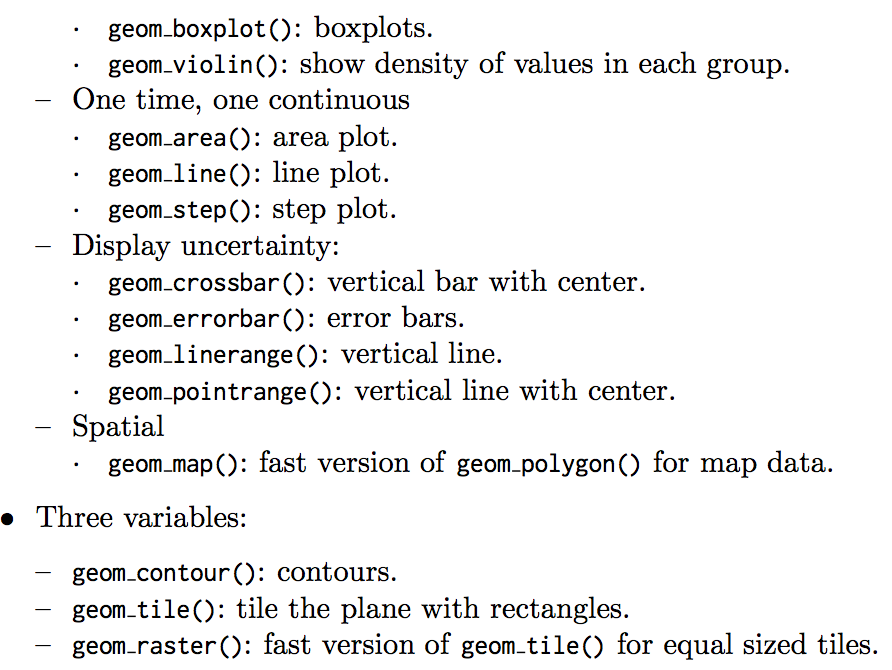 · geom_boxplot(): boxplots.
· geom_violin(): show density of values in each group.
– One time, one continuous
· geom_area(): area plot.
· geom_line(): line plot.
· geom_step(): step plot.
– Display uncertainty:
· geom_crossbar(): vertical bar with center.
· geom_errorbar(): error bars.
· geom_linerange(): vertical line.
· geom_pointrange(): vertical line with center.
– Spatial
· geom_map(): fast version of geom_polygon() for map data.
• Three variables:
– geom_contour(): contours.
– geom_tile(): tile the plane with rectangles.
– geom_raster(): fast version of geom_tile() for equal sized tiles.